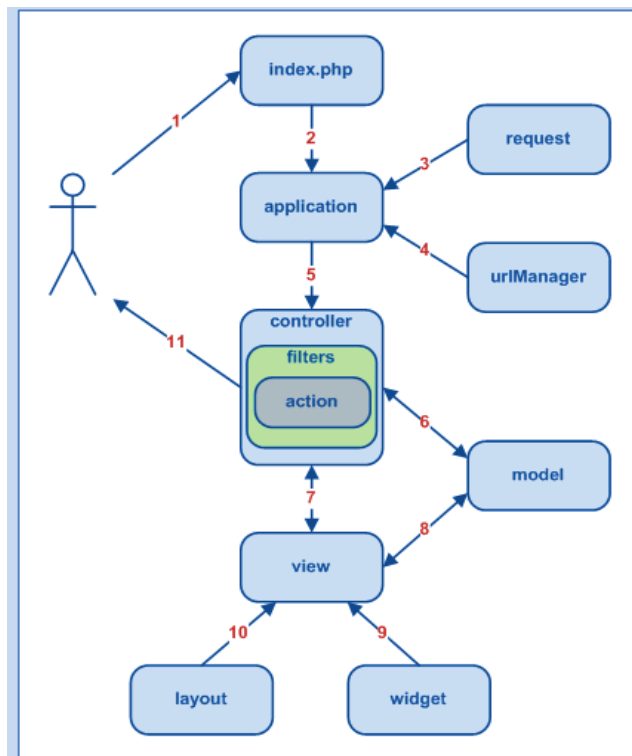 index.php
1
2
request
3
application
4
urlManager
5
controller
11
filters
action
6
model
7
8
view
10
9
layout
widget